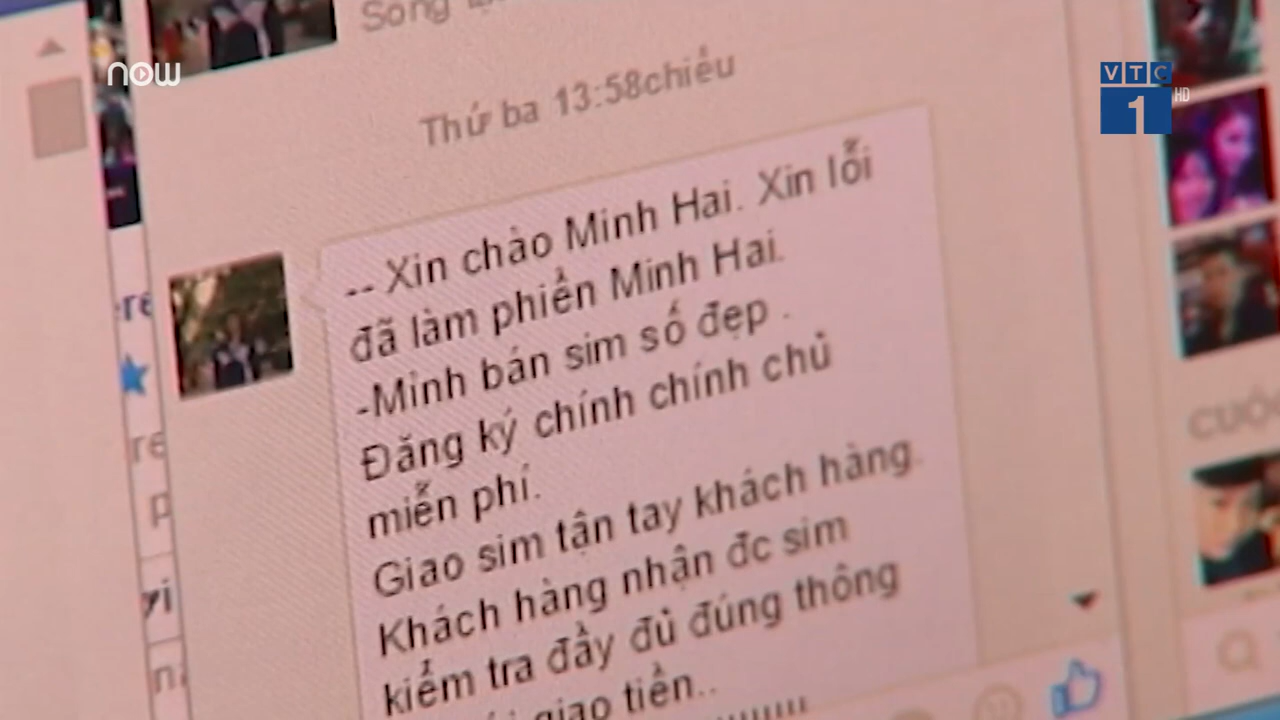 now
VTC
1
HD
Thứ ba 13:58chiều
-- Xin chào Minh Hai. Xin lỗi
đã làm phiền Minh Hai.
-Minh bán sim số đẹp .
Đăng ký chính chính chủ
miễn phí.
Giao sim tận tay khách hàng.
Khách hàng nhận đc sim
kiểm tra đầy đủ đúng thông
giao tiền..